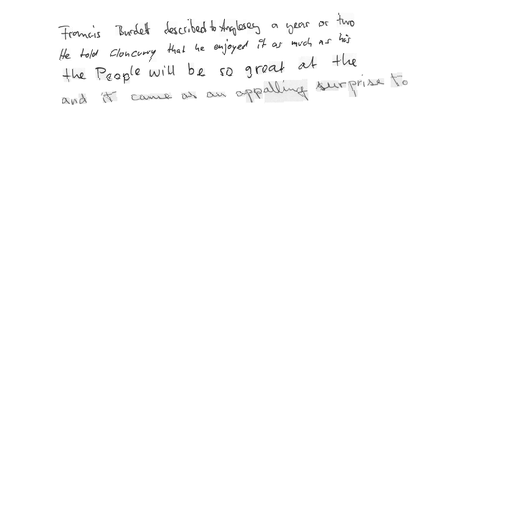 Francis Burdett described to Anglesey a year or two
He told Cloncurry that he enjoyed it as much as his
the People will be so great at the
and it came as an appalling surprise to